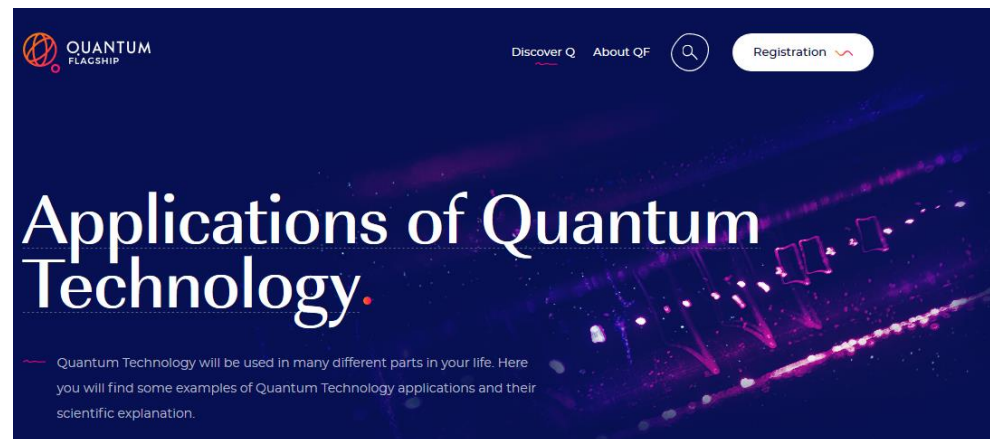 QUANTUM
FLAGSHIP
Discover Q About QF Registration
Applications of Quantum
Technology.
Quantum Technology will be used in many different parts in your life. Here
you will find some examples of Quantum Technology applications and their
scientific explanation.